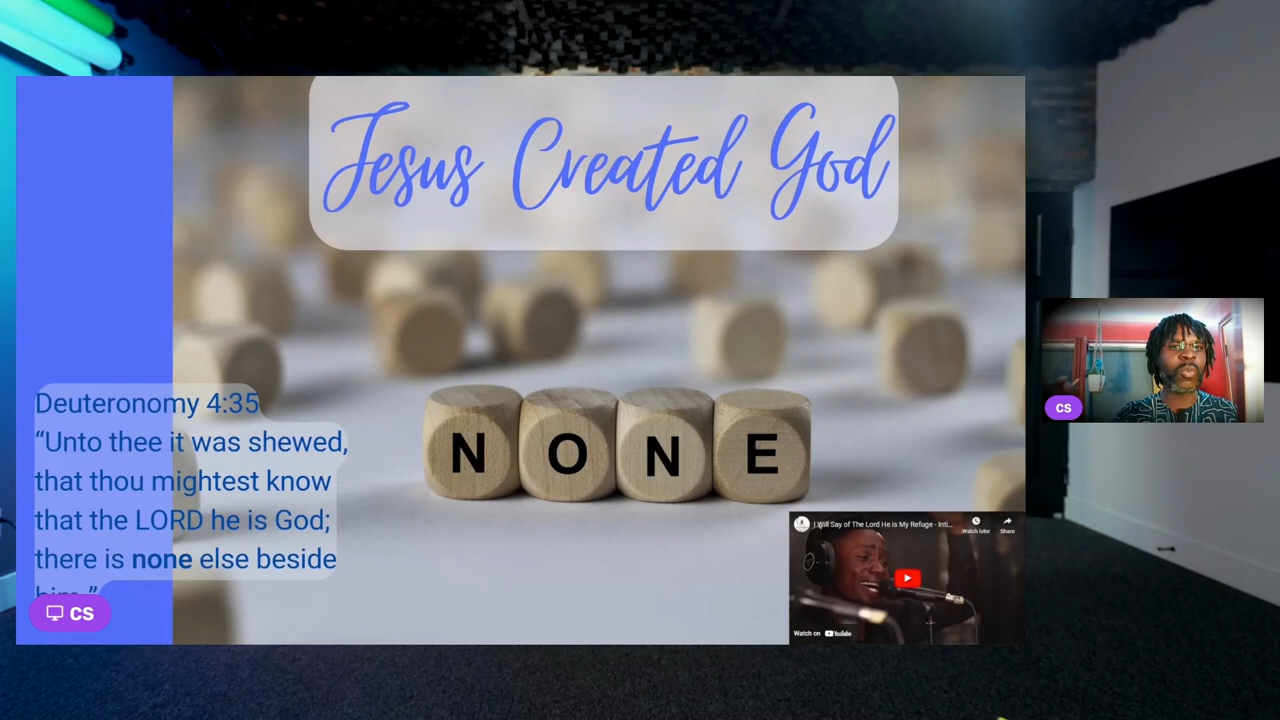 Jesus Created God
NONE
Deuteronomy 4:35
“Unto thee it was shewed,
that thou mightest know
that the LORD he is God;
there is none else beside
him.”
CS
I Will Say of The Lord He is My Refuge - Inti...
Watch later
Share
Watch on YouTube
CS